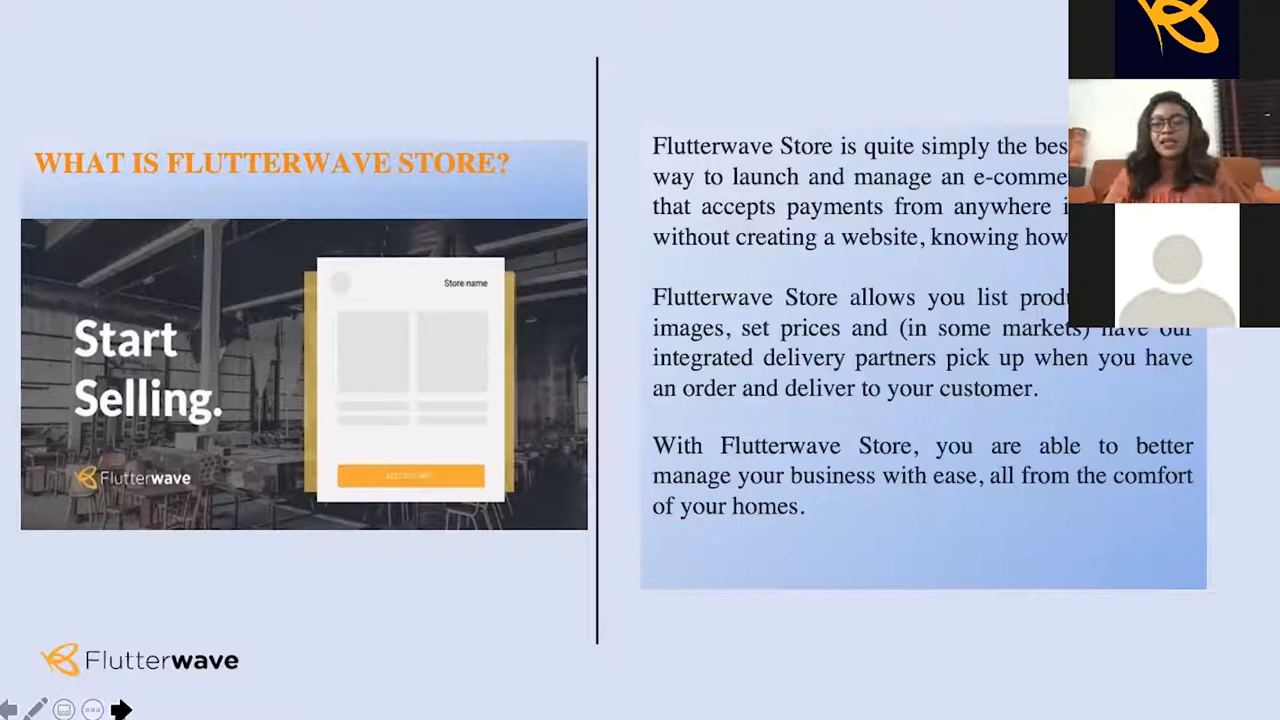 WHAT IS FLUTTERWAVE STORE?
Store name
Start
Selling.
Flutterwave
Flutterwave
Flutterwave Store is quite simply the
way to launch and manage an
that accepts payments from anywhere
without creating a website, knowing how
Flutterwave Store allows you list
images, set prices and (in some markets) have our
integrated delivery partners pick up when you have
an order and deliver to your customer.
With Flutterwave Store, you are able to better
manage your business with ease, all from the comfort
of your homes.